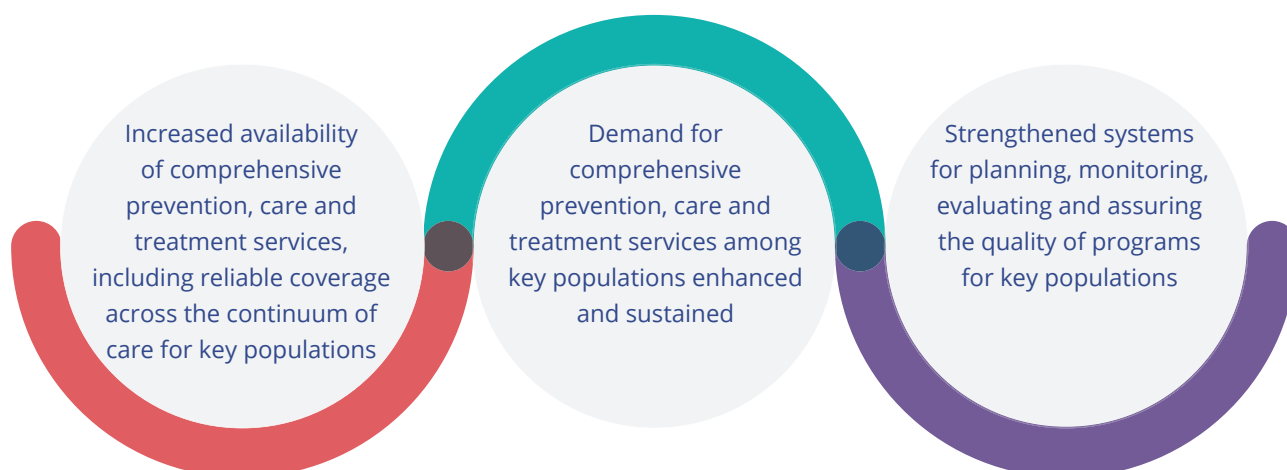 Increased availability
of comprehensive
prevention, care and
treatment services,
including reliable coverage
across the continuum of
care for key populations
Demand for
comprehensive
prevention, care and
treatment services among
key populations enhanced
and sustained
Strengthened systems
for planning, monitoring,
evaluating and assuring
the quality of programs
for key populations